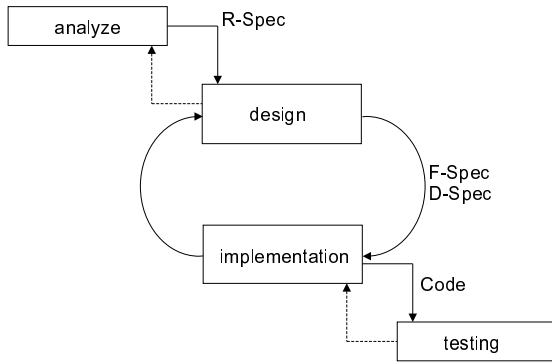 analyze
R-Spec
design
F-Spec
D-Spec
implementation
Code
testing